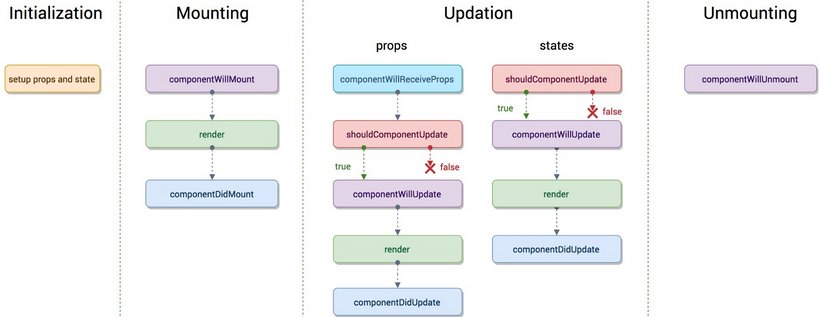 Initialization
Mounting
Updation
Unmounting
props
states
setup props and state
componentWillMount
render
componentDidMount
componentWillReceiveProps
shouldComponentUpdate
true
false
componentWillUpdate
render
componentDidUpdate
shouldComponentUpdate
true
false
componentWillUpdate
render
componentDidUpdate
componentWillUnmount